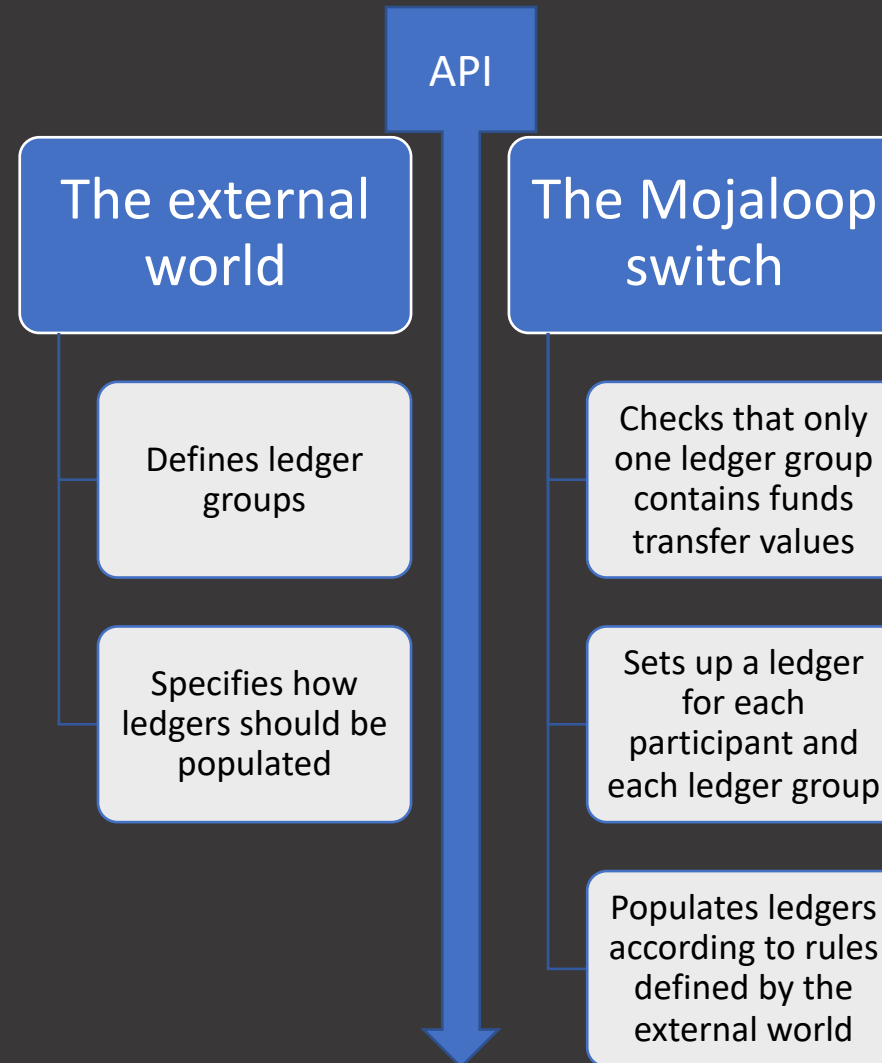 API
The external
world
Defines ledger
groups
Specifies how
ledgers should be
populated
The Mojaloop
switch
Checks that only
one ledger group
contains funds
transfer values
Sets up a ledger
for each
participant and
each ledger group
Populates ledgers
according to rules
defined by the
external world